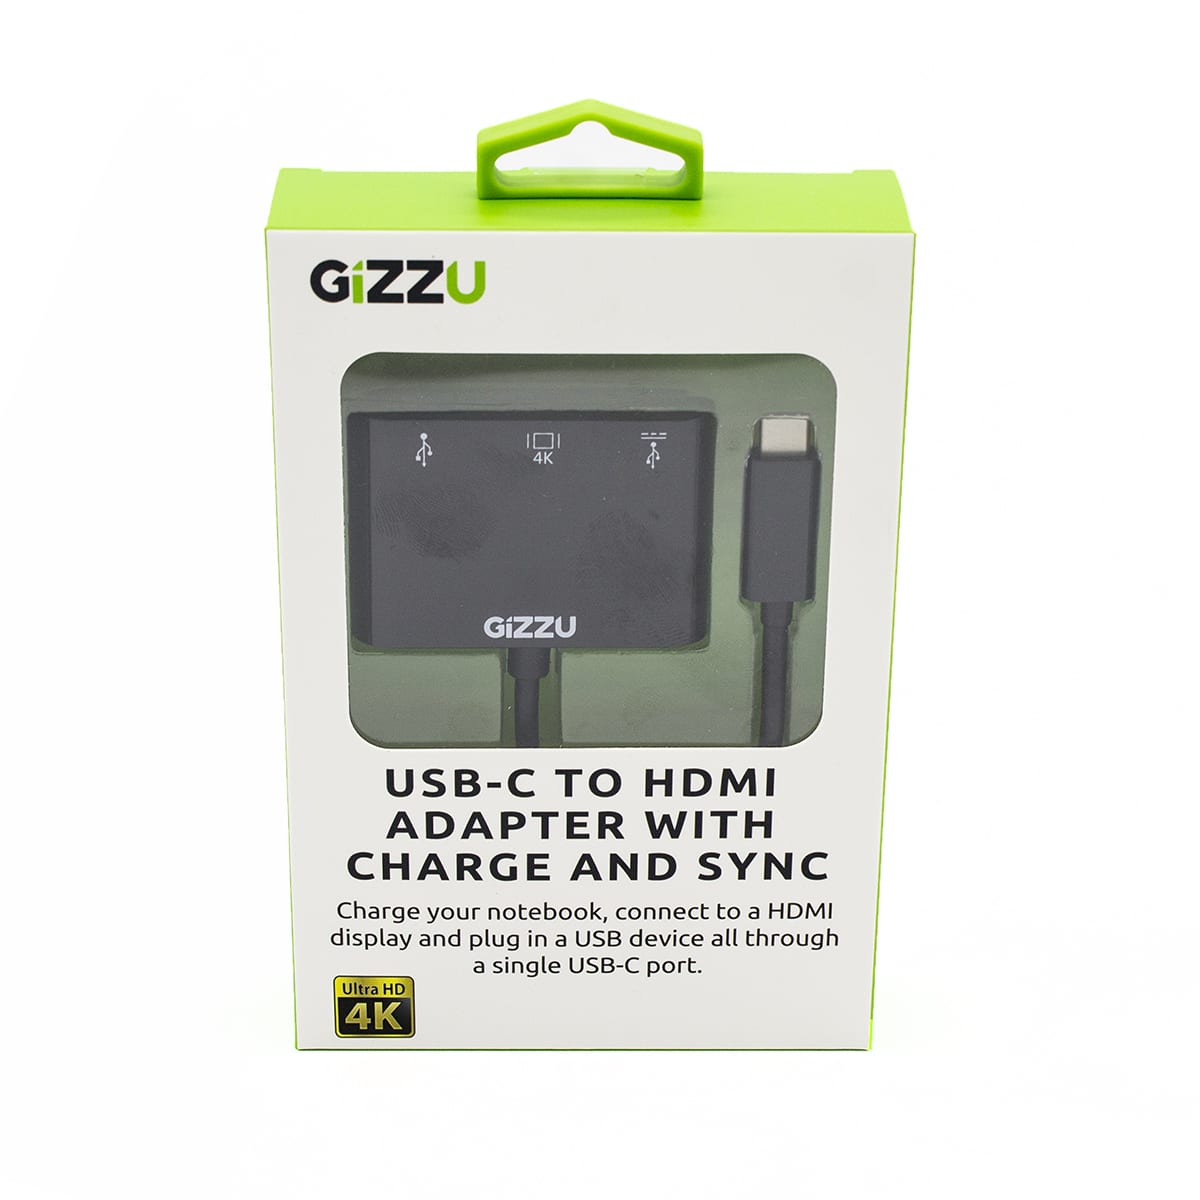 GiZZU
4K
GiZZU
USB-C TO HDMI
ADAPTER WITH
CHARGE AND SYNC
Charge your notebook, connect to a HDMI
display and plug in a USB device all through
a single USB-C port.
Ultra HD
4K